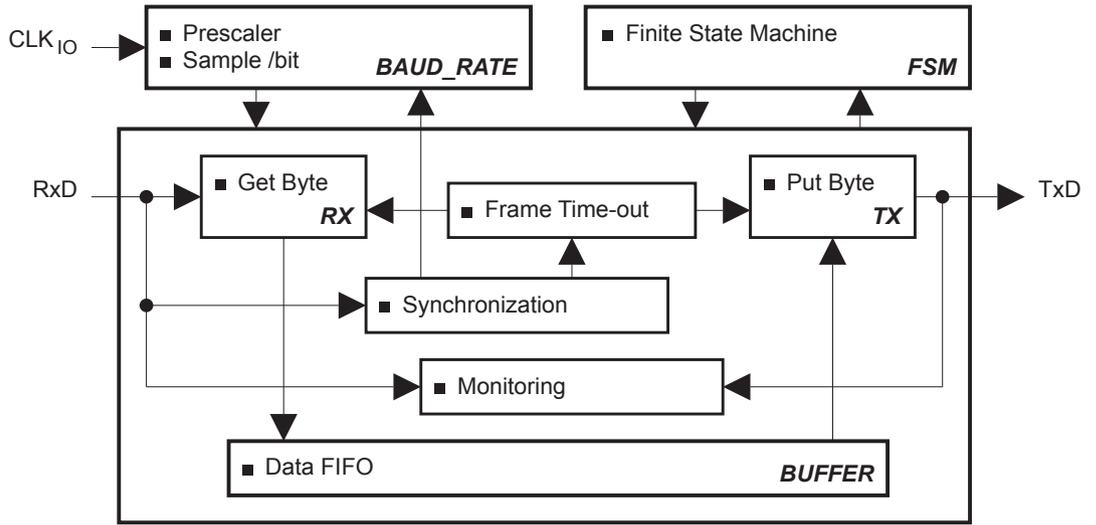 CLK IO
■ Prescaler
■ Sample /bit
BAUD_RATE
■ Finite State Machine
FSM
RxD
■ Get Byte
RX
■ Frame Time-out
■ Put Byte
TX
TxD
■ Synchronization
■ Monitoring
■ Data FIFO
BUFFER